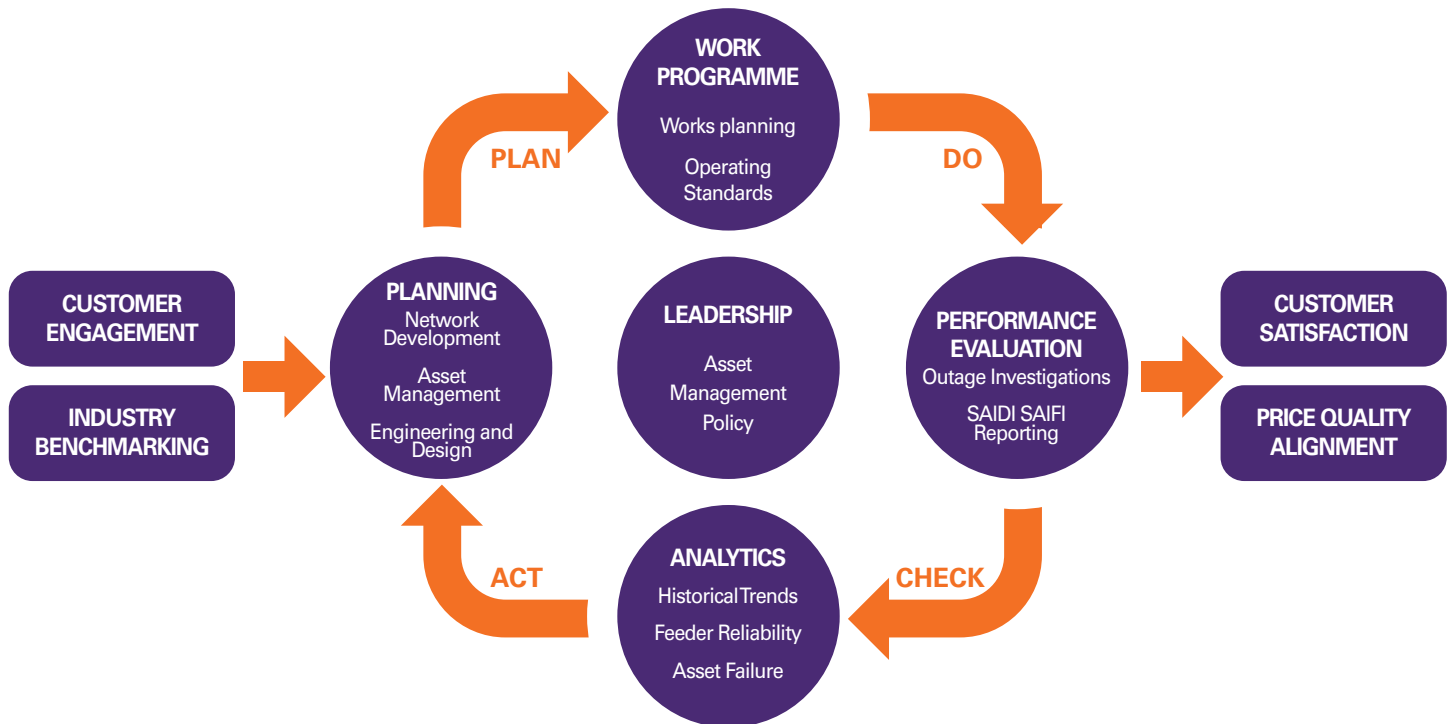 WORK
PROGRAMME
Works planning
Operating
Standards
PLAN
DO
CUSTOMER
ENGAGEMENT
INDUSTRY
BENCHMARKING
PLANNING
Network
Development
Asset
Management
Engineering and
Design
LEADERSHIP
Asset
Management
Policy
PERFORMANCE
EVALUATION
Outage Investigations
SAIDI SAIFI
Reporting
CUSTOMER
SATISFACTION
PRICE QUALITY
ALIGNMENT
ACT
CHECK
ANALYTICS
Historical Trends
Feeder Reliability
Asset Failure